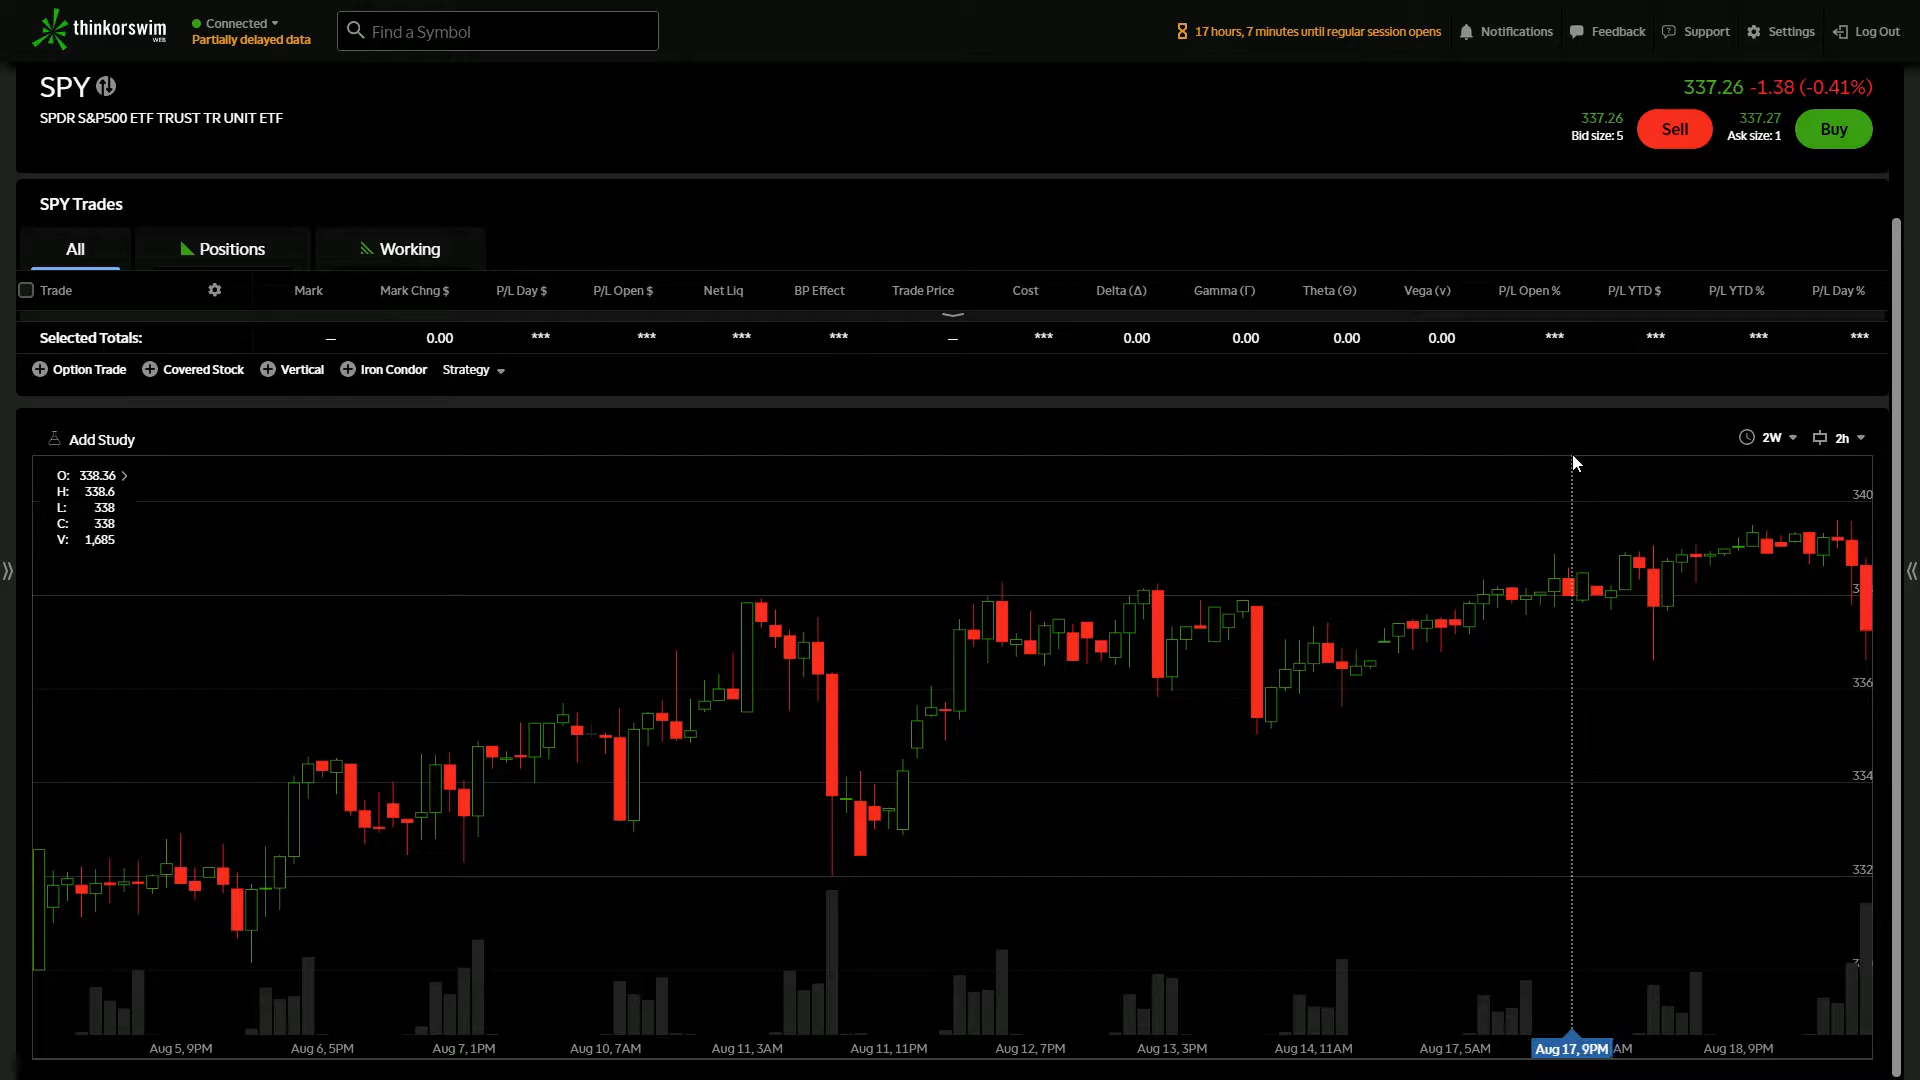 thinkorswim
WEB
Connected
Partially delayed data
Find a Symbol
17 hours, 7 minutes until regular session opens
Notifications
Feedback
Support
Settings
Log Out
SPY
SPDR S&P500 ETF TRUST TR UNIT ETF
337.26 -1.38 (-0.41%)
337.26
Bid size: 5
Sell
337.27
Ask size: 1
Buy
SPY Trades
All
Positions
Working
Trade Mark Mark Chng $ P/L Day $ P/L Open $ Net Liq BP Effect Trade Price Cost Delta (Δ) Gamma (Γ) Theta (Θ) Vega (v) P/L Open % P/L YTD $ P/L YTD % P/L Day %
Selected Totals: — 0.00 *** *** *** *** — *** 0.00 0.00 0.00 0.00 *** *** *** ***
Option Trade Covered Stock Vertical Iron Condor Strategy
Add Study
2W
2h
O: 338.36
H: 338.6
L: 338
C: 338
V: 1,685
340
336
334
332
Aug 5, 9PM Aug 6, 5PM Aug 7, 1PM Aug 10, 7AM Aug 11, 3AM Aug 11, 11PM Aug 12, 7PM Aug 13, 3PM Aug 14, 11AM Aug 17, 5AM Aug 17, 9PM AM Aug 18, 9PM